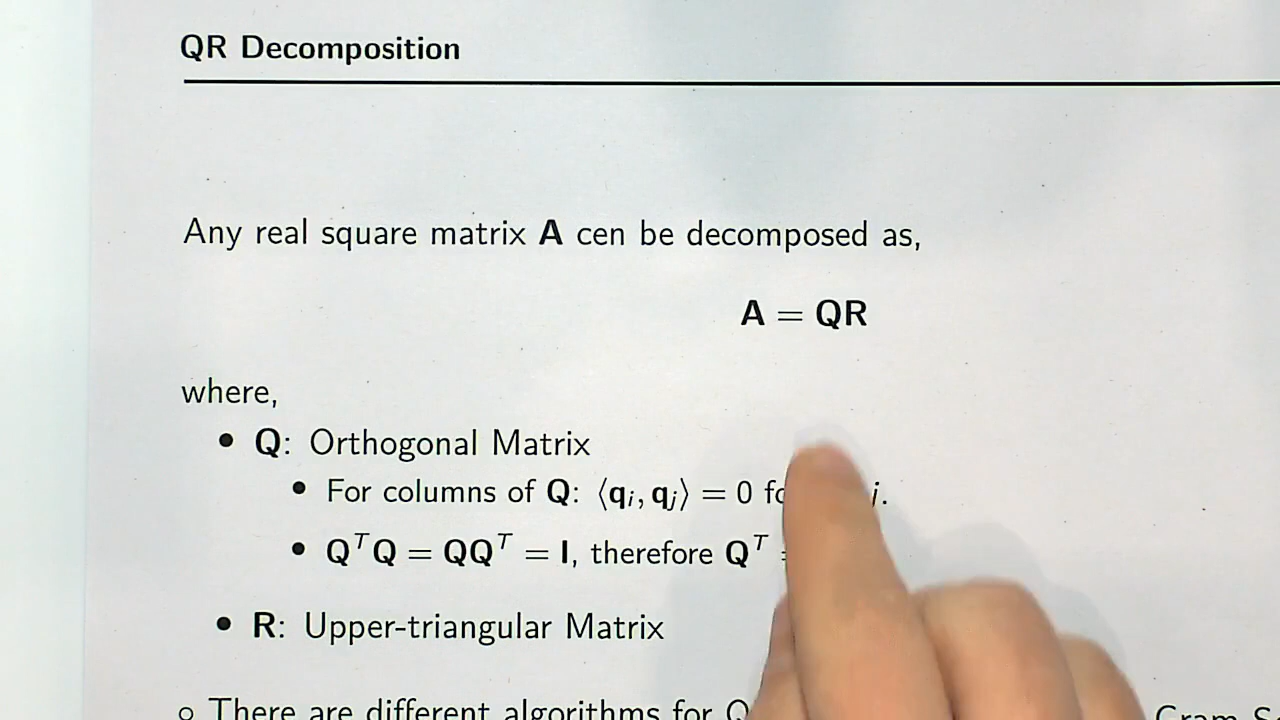 QR Decomposition
Any real square matrix A cen be decomposed as,
A = QR
where,
• Q: Orthogonal Matrix
• For columns of Q: ⟨qᵢ, qⱼ⟩ = 0 j.
• QᵀQ = QQᵀ = I, therefore Qᵀ
• R: Upper-triangular Matrix
○ There are different algorithms for